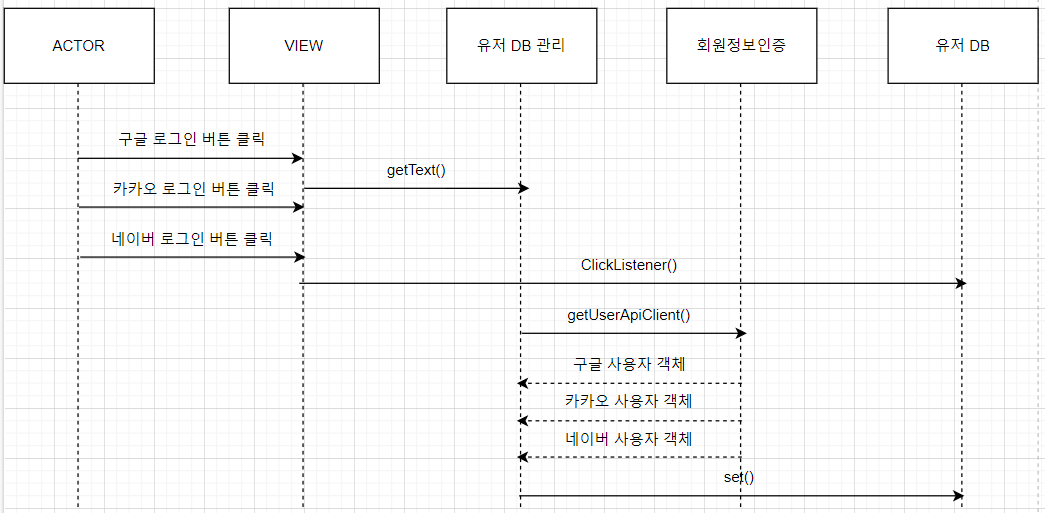 ACTOR
VIEW
유저 DB 관리
회원정보인증
유저 DB
구글 로그인 버튼 클릭
getText()
카카오 로그인 버튼 클릭
네이버 로그인 버튼 클릭
ClickListener()
getUserApiClient()
구글 사용자 객체
카카오 사용자 객체
네이버 사용자 객체
set()